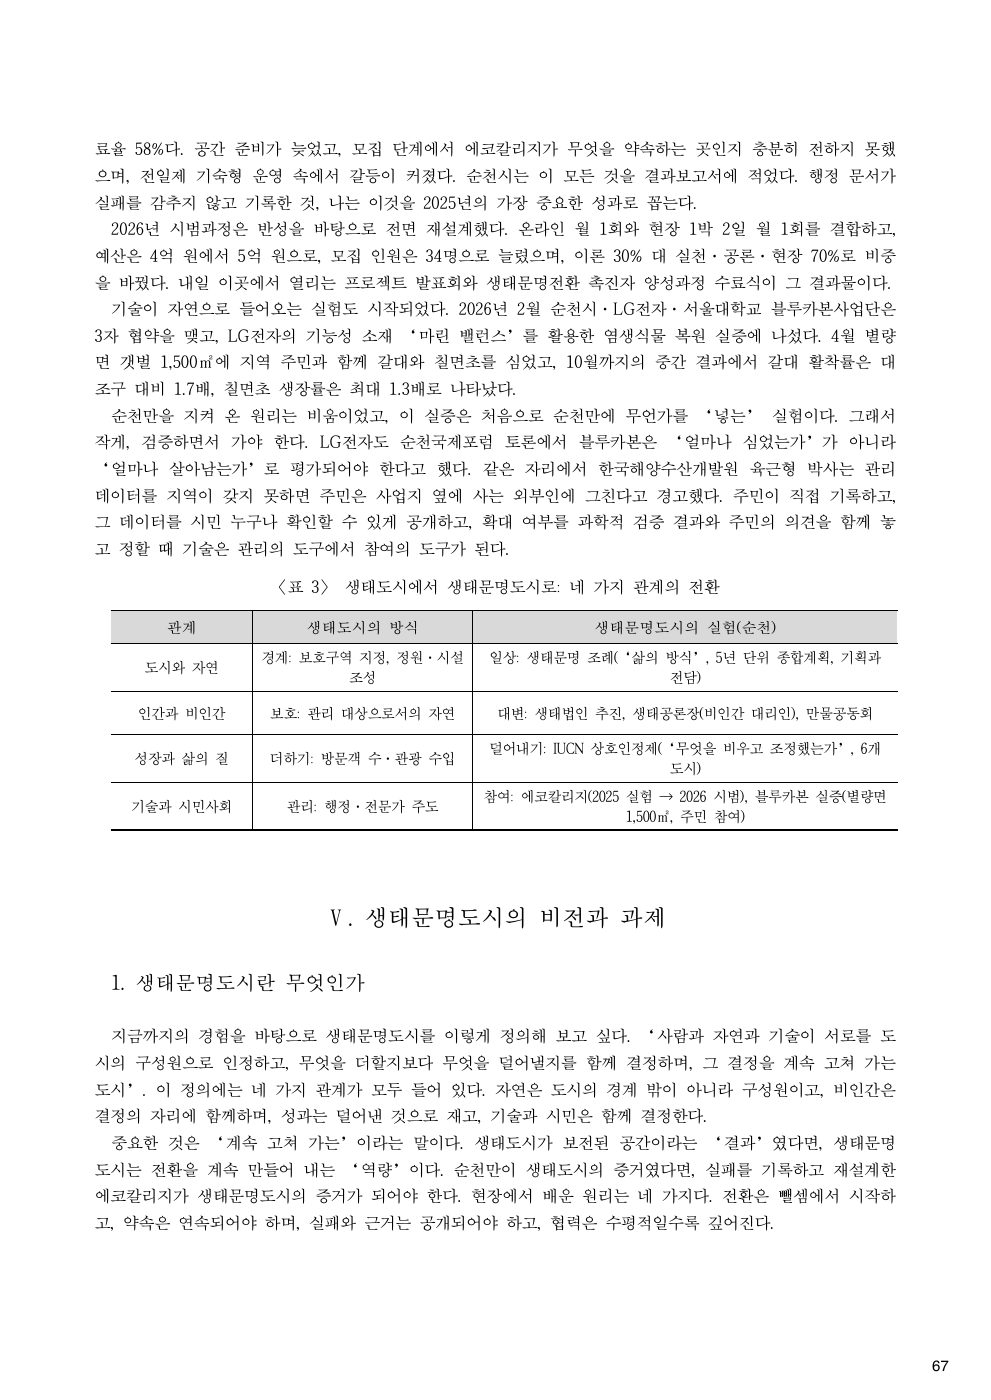 료율 58%다. 공간 준비가 늦었고, 모집 단계에서 에코칼리지가 무엇을 약속하는 곳인지 충분히 전하지 못했
으며, 전일제 기숙형 운영 속에서 갈등이 커졌다. 순천시는 이 모든 것을 결과보고서에 적었다. 행정 문서가
실패를 감추지 않고 기록한 것, 나는 이것을 2025년의 가장 중요한 성과로 꼽는다.
2026년 시범과정은 반성을 바탕으로 전면 재설계했다. 온라인 월 1회와 현장 1박 2일 월 1회를 결합하고,
예산은 4억 원에서 5억 원으로, 모집 인원은 34명으로 늘렸으며, 이론 30% 대 실천·공론·현장 70%로 비중
을 바꿨다. 내일 이곳에서 열리는 프로젝트 발표회와 생태문명전환 촉진자 양성과정 수료식이 그 결과물이다.
기술이 자연으로 들어오는 실험도 시작되었다. 2026년 2월 순천시·LG전자·서울대학교 블루카본사업단은
3자 협약을 맺고, LG전자의 기능성 소재 ‘마린 밸런스’를 활용한 염생식물 복원 실증에 나섰다. 4월 별량
면 갯벌 1,500㎡에 지역 주민과 함께 갈대와 칠면초를 심었고, 10월까지의 중간 결과에서 갈대 활착률은 대
조구 대비 1.7배, 칠면초 생장률은 최대 1.3배로 나타났다.
순천만을 지켜 온 원리는 비움이었고, 이 실증은 처음으로 순천만에 무언가를 ‘넣는’ 실험이다. 그래서
작게, 검증하면서 가야 한다. LG전자도 순천국제포럼 토론에서 블루카본은 ‘얼마나 심었는가’가 아니라
‘얼마나 살아남는가’로 평가되어야 한다고 했다. 같은 자리에서 한국해양수산개발원 육근형 박사는 관리
데이터를 지역이 갖지 못하면 주민은 사업지 옆에 사는 외부인에 그친다고 경고했다. 주민이 직접 기록하고,
그 데이터를 시민 누구나 확인할 수 있게 공개하고, 확대 여부를 과학적 검증 결과와 주민의 의견을 함께 놓
고 정할 때 기술은 관리의 도구에서 참여의 도구가 된다.
〈표 3〉 생태도시에서 생태문명도시로: 네 가지 관계의 전환
관계 생태도시의 방식 생태문명도시의 실험(순천)
도시와 자연 경계: 보호구역 지정, 정원·시설 조성 일상: 생태문명 조례(‘삶의 방식’, 5년 단위 종합계획, 기획과 전담)
인간과 비인간 보호: 관리 대상으로서의 자연 대변: 생태법인 추진, 생태공론장(비인간 대리인), 만물공동회
성장과 삶의 질 더하기: 방문객 수·관광 수입 덜어내기: IUCN 상호인정제(‘무엇을 비우고 조정했는가’, 6개 도시)
기술과 시민사회 관리: 행정·전문가 주도 참여: 에코칼리지(2025 실험 → 2026 시범), 블루카본 실증(별량면 1,500㎡, 주민 참여)
Ⅴ. 생태문명도시의 비전과 과제
1. 생태문명도시란 무엇인가
지금까지의 경험을 바탕으로 생태문명도시를 이렇게 정의해 보고 싶다. ‘사람과 자연과 기술이 서로를 도
시의 구성원으로 인정하고, 무엇을 더할지보다 무엇을 덜어낼지를 함께 결정하며, 그 결정을 계속 고쳐 가는
도시’. 이 정의에는 네 가지 관계가 모두 들어 있다. 자연은 도시의 경계 밖이 아니라 구성원이고, 비인간은
결정의 자리에 함께하며, 성과는 덜어낸 것으로 재고, 기술과 시민은 함께 결정한다.
중요한 것은 ‘계속 고쳐 가는’이라는 말이다. 생태도시가 보전된 공간이라는 ‘결과’였다면, 생태문명
도시는 전환을 계속 만들어 내는 ‘역량’이다. 순천만이 생태도시의 증거였다면, 실패를 기록하고 재설계한
에코칼리지가 생태문명도시의 증거가 되어야 한다. 현장에서 배운 원리는 네 가지다. 전환은 뺄셈에서 시작하
고, 약속은 연속되어야 하며, 실패와 근거는 공개되어야 하고, 협력은 수평적일수록 깊어진다.
67